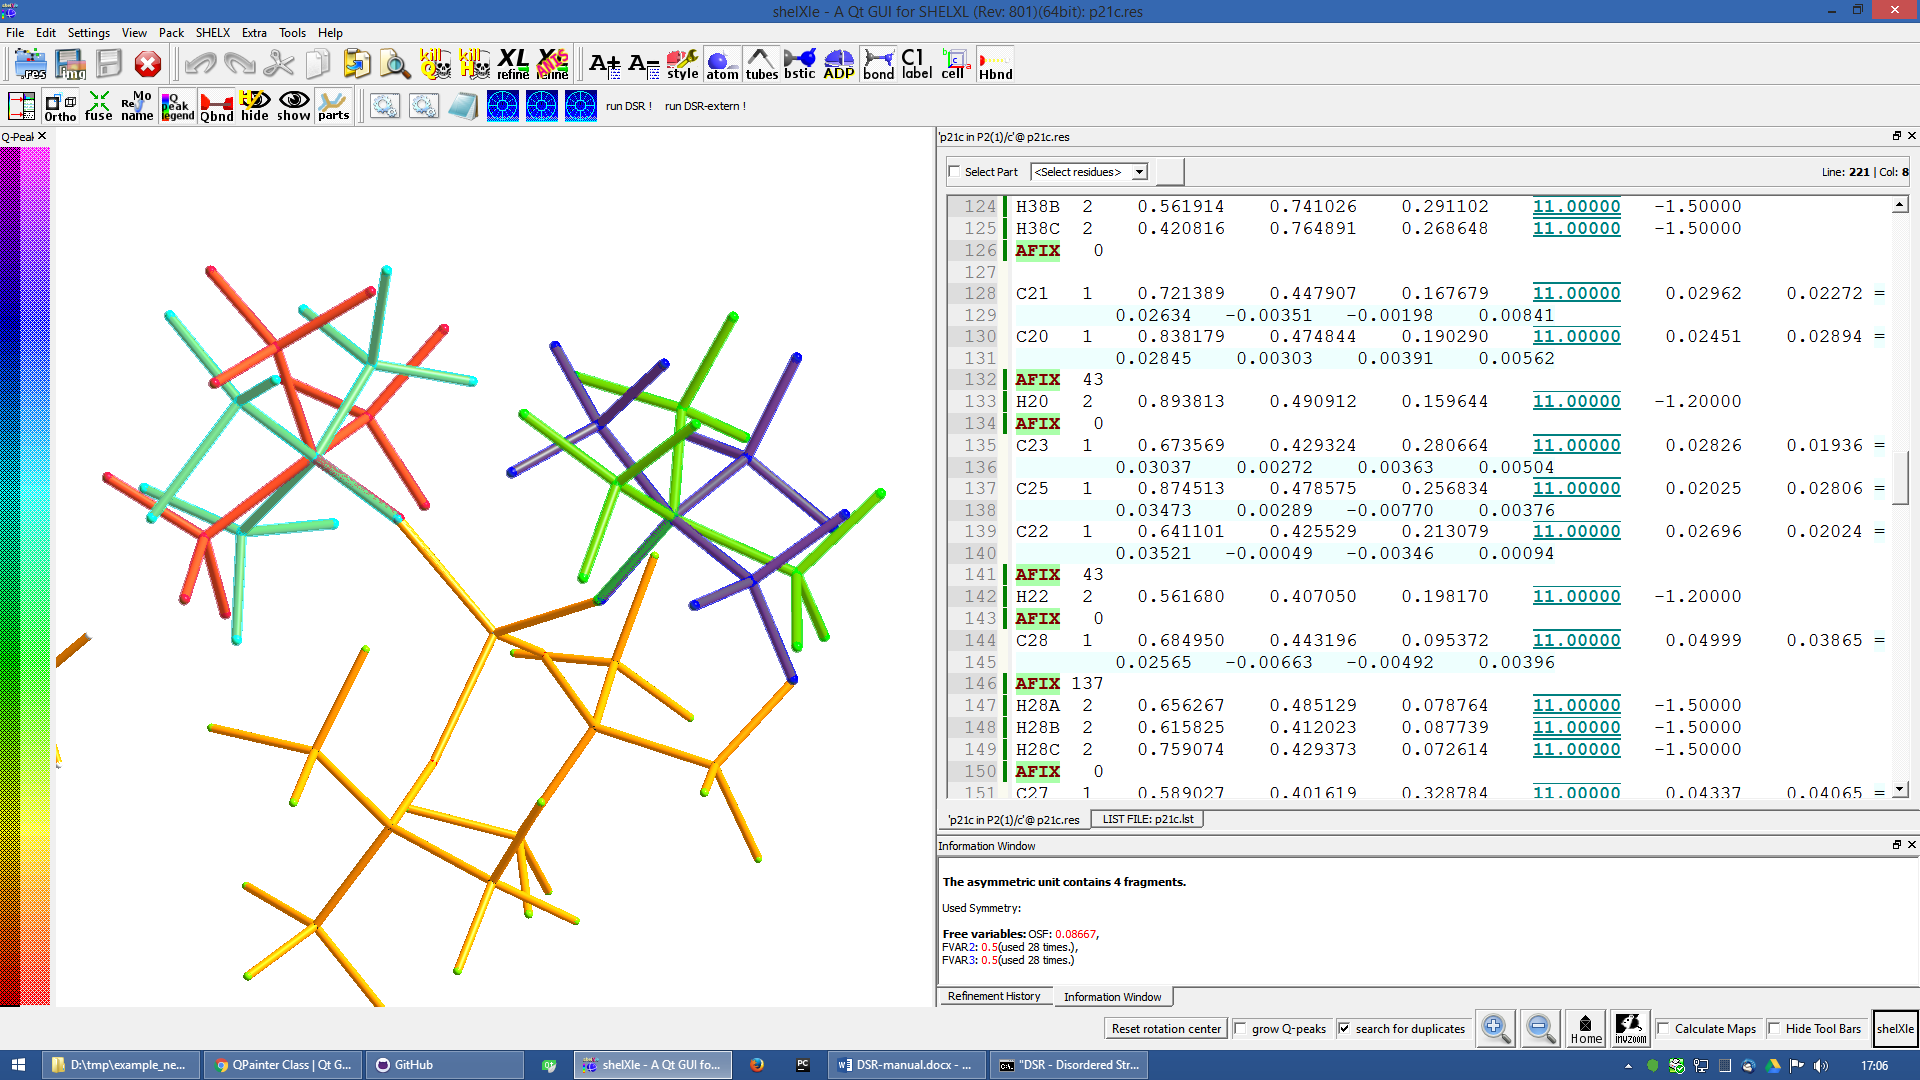 shelXle - A Qt GUI for SHELXL (Rev: 801)(64bit): p21c.res
File Edit Settings View Pack SHELX Extra Tools Help
.res img kill Q kill H XL refine refine A+ A- style atom tubes bstic ADP bond C1 label cell Hbnd
Ortho fuse ReNo name Q peak legend Qbnd hide show parts run DSR ! run DSR-extern !
Q-Peak
'p21c in P2(1)/c'@ p21c.res
Select Part <Select residues> Line: 221 | Col: 8
124 H38B 2 0.561914 0.741026 0.291102 11.00000 -1.50000
125 H38C 2 0.420816 0.764891 0.268648 11.00000 -1.50000
126 AFIX 0
127
128 C21 1 0.721389 0.447907 0.167679 11.00000 0.02962 0.02272 =
129 0.02634 -0.00351 -0.00198 0.00841
130 C20 1 0.838179 0.474844 0.190290 11.00000 0.02451 0.02894 =
131 0.02845 0.00303 0.00391 0.00562
132 AFIX 43
133 H20 2 0.893813 0.490912 0.159644 11.00000 -1.20000
134 AFIX 0
135 C23 1 0.673569 0.429324 0.280664 11.00000 0.02826 0.01936 =
136 0.03037 0.00272 0.00363 0.00504
137 C25 1 0.874513 0.478575 0.256834 11.00000 0.02025 0.02806 =
138 0.03473 0.00289 -0.00770 0.00376
139 C22 1 0.641101 0.425529 0.213079 11.00000 0.02696 0.02024 =
140 0.03521 -0.00049 -0.00346 0.00094
141 AFIX 43
142 H22 2 0.561680 0.407050 0.198170 11.00000 -1.20000
143 AFIX 0
144 C28 1 0.684950 0.443196 0.095372 11.00000 0.04999 0.03865 =
145 0.02565 -0.00663 -0.00492 0.00396
146 AFIX 137
147 H28A 2 0.656267 0.485129 0.078764 11.00000 -1.50000
148 H28B 2 0.615825 0.412023 0.087739 11.00000 -1.50000
149 H28C 2 0.759074 0.429373 0.072614 11.00000 -1.50000
150 AFIX 0
151 C27 1 0.589027 0.401619 0.328784 11.00000 0.04337 0.04065 =
'p21c in P2(1)/c'@ p21c.res LIST FILE: p21c.lst
Information Window
The asymmetric unit contains 4 fragments.
Used Symmetry:
Free variables: OSF: 0.08667,
FVAR2: 0.5(used 28 times.),
FVAR3: 0.5(used 28 times.)
Refinement History Information Window
Reset rotation center grow Q-peaks search for duplicates Home INVZOOM Calculate Maps Hide Tool Bars shelXle
D:\tmp\example_ne... QPainter Class | Qt G... GitHub shelXle - A Qt GUI fo... PC DSR-manual.docx - ... "DSR - Disordered Str... 17:06